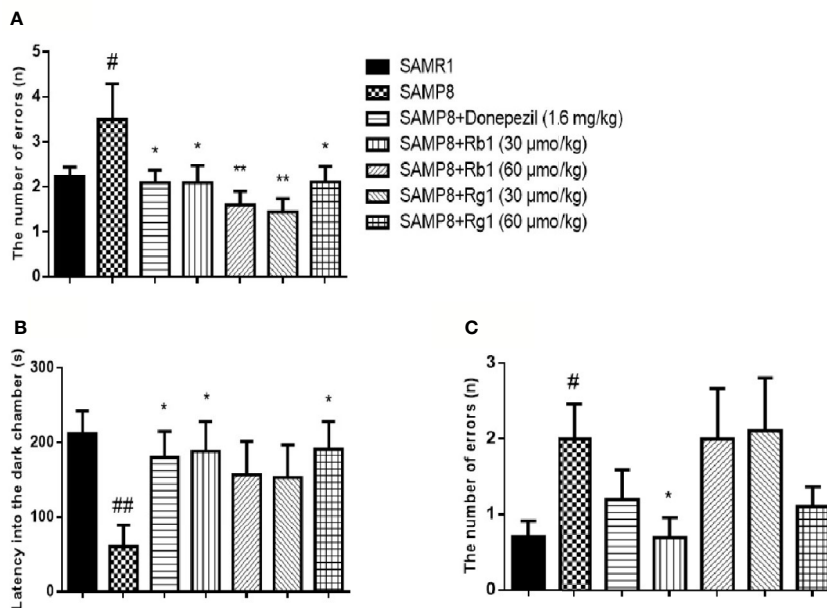 A
The number of errors (n)
5
4
3
2
1
0
#
*
*
**
**
*
SAMR1
SAMP8
SAMP8+Donepezil (1.6 mg/kg)
SAMP8+Rb1 (30 µmo/kg)
SAMP8+Rb1 (60 µmo/kg)
SAMP8+Rg1 (30 µmo/kg)
SAMP8+Rg1 (60 µmo/kg)
B
Latency into the dark chamber (s)
300
200
100
0
##
*
*
*
C
The number of errors (n)
3
2
1
0
#
*